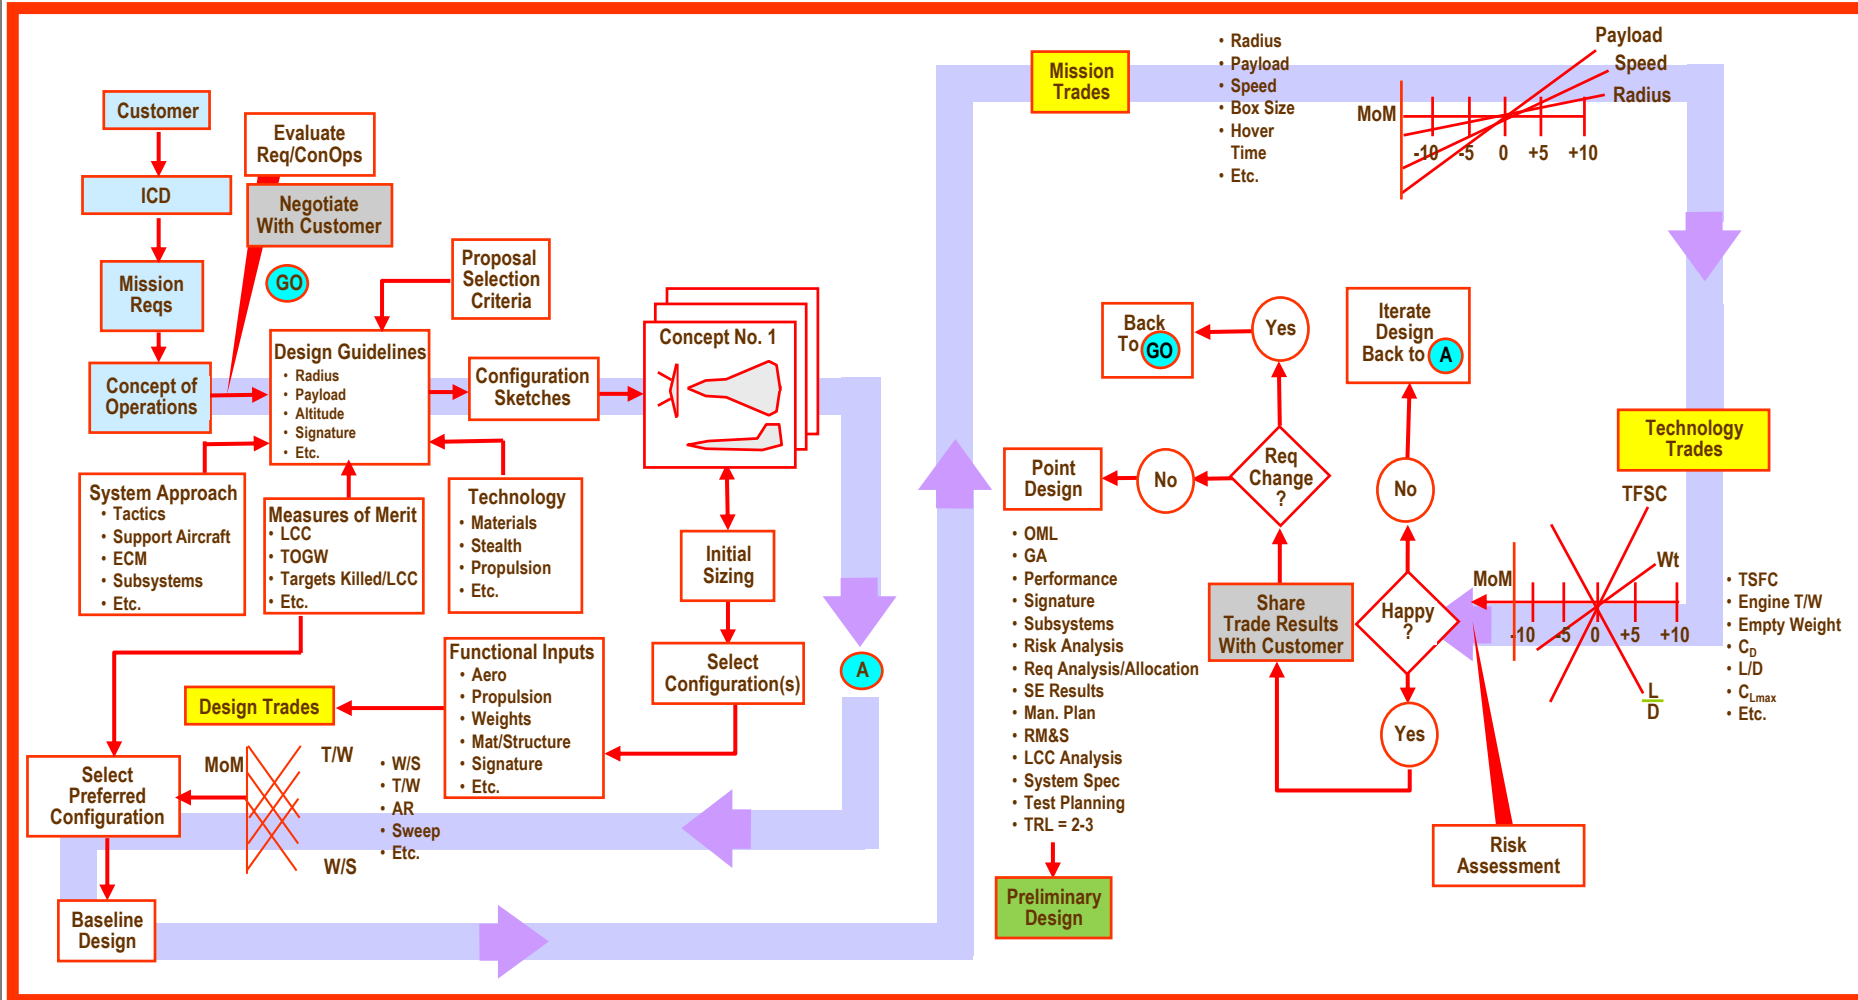 Customer
ICD
Mission
Reqs
Concept of
Operations
Evaluate
Req/ConOps
Negotiate
With Customer
GO
Proposal
Selection
Criteria
Design Guidelines
• Radius
• Payload
• Altitude
• Signature
• Etc.
Configuration
Sketches
Concept No. 1
System Approach
• Tactics
• Support Aircraft
• ECM
• Subsystems
• Etc.
Measures of Merit
• LCC
• TOGW
• Targets Killed/LCC
• Etc.
Technology
• Materials
• Stealth
• Propulsion
• Etc.
Initial
Sizing
Select
Configuration(s)
A
Functional Inputs
• Aero
• Propulsion
• Weights
• Mat/Structure
• Signature
• Etc.
Design Trades
MoM
T/W
W/S
• W/S
• T/W
• AR
• Sweep
• Etc.
Select
Preferred
Configuration
Baseline
Design
Mission
Trades
• Radius
• Payload
• Speed
• Box Size
• Hover
Time
• Etc.
Payload
Speed
Radius
MoM
-10 -5 0 +5 +10
Technology
Trades
TFSC
Wt
MoM
-10 -5 0 +5 +10
L
D
• TSFC
• Engine T/W
• Empty Weight
• CD
• L/D
• CLmax
• Etc.
Risk
Assessment
Happy
?
No
Iterate
Design
Back to A
Yes
Share
Trade Results
With Customer
Req
Change
?
Yes
Back
To GO
No
Point
Design
• OML
• GA
• Performance
• Signature
• Subsystems
• Risk Analysis
• Req Analysis/Allocation
• SE Results
• Man. Plan
• RM&S
• LCC Analysis
• System Spec
• Test Planning
• TRL = 2-3
Preliminary
Design